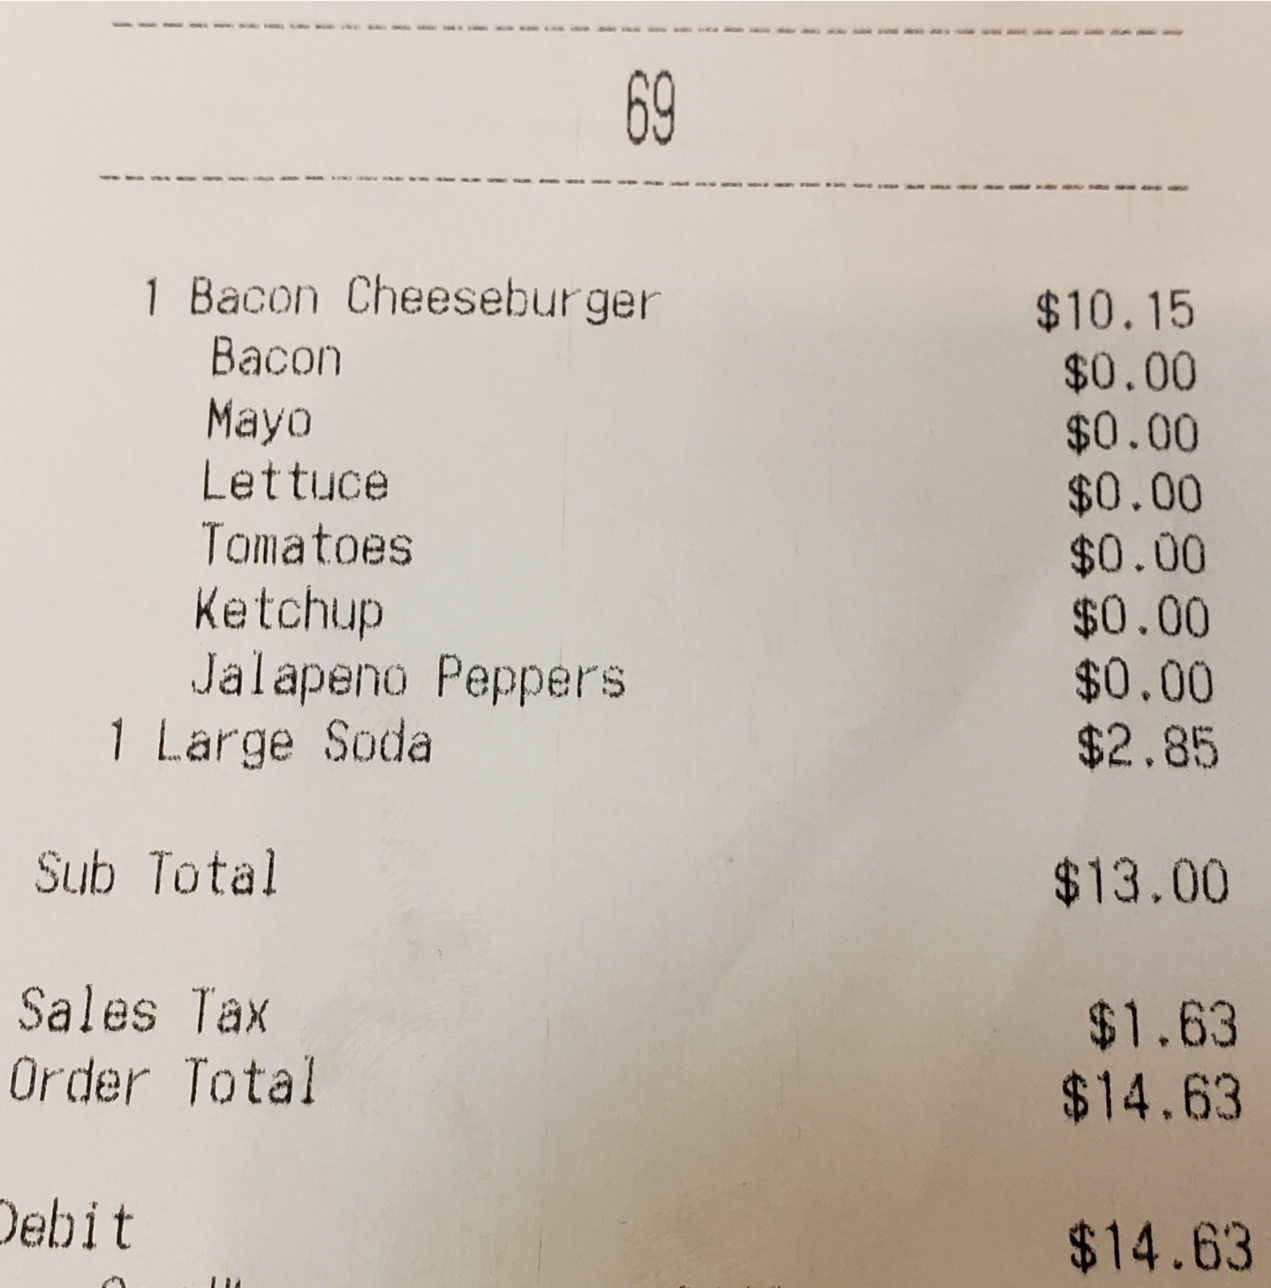 69
1 Bacon Cheeseburger $10.15
Bacon $0.00
Mayo $0.00
Lettuce $0.00
Tomatoes $0.00
Ketchup $0.00
Jalapeno Peppers $0.00
1 Large Soda $2.85
Sub Total $13.00
Sales Tax $1.63
Order Total $14.63
Debit $14.63